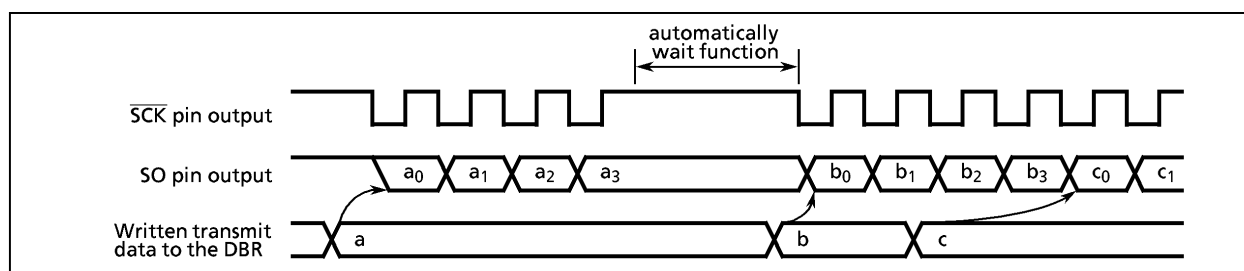 automatically
wait function
SCK pin output
SO pin output
a0 a1 a2 a3 b0 b1 b2 b3 c0 c1
Written transmit
data to the DBR
a b c